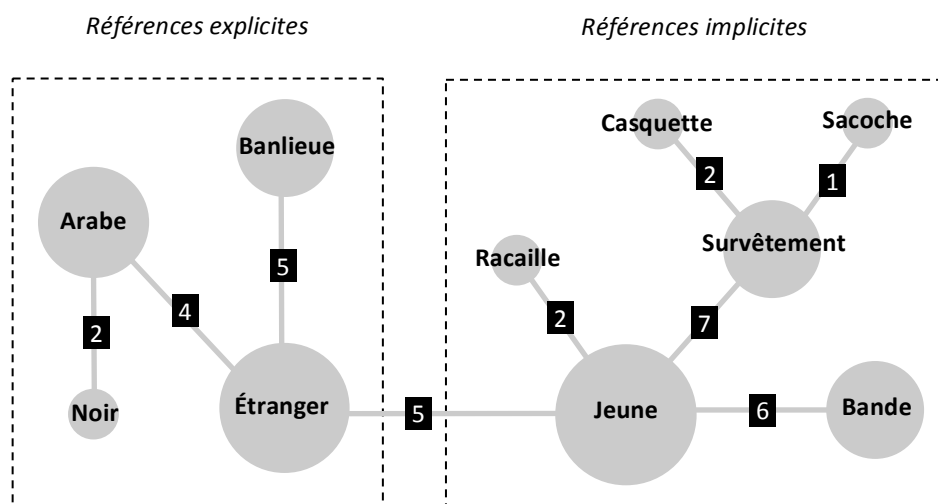 Références explicites
Références implicites
Casquette
Sacoche
Banlieue
2
1
Arabe
Survêtement
Racaille
5
4
2
7
2
Étranger
Noir
5
Jeune
6
Bande